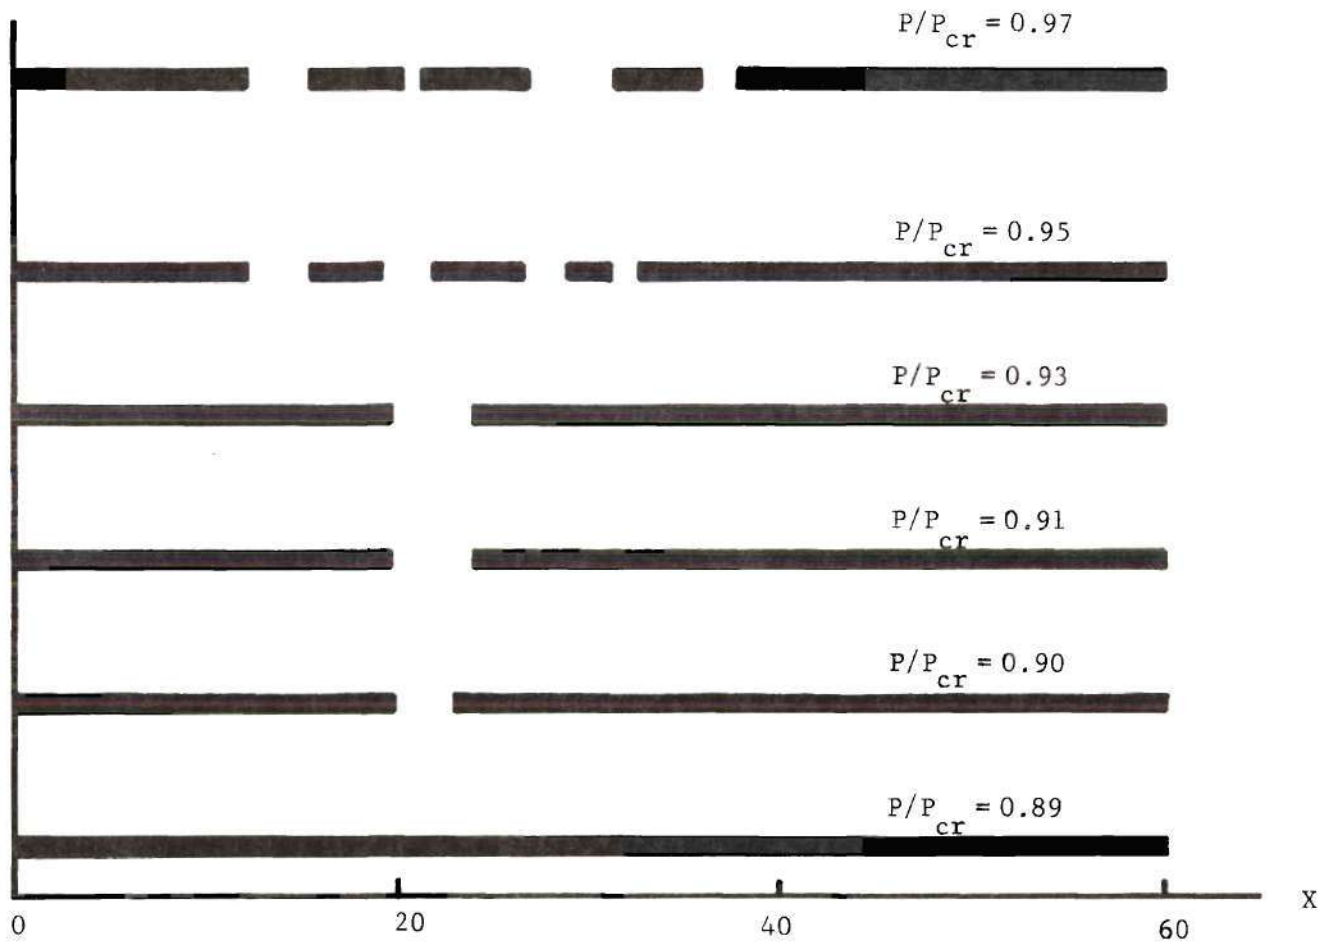 P/Pcr = 0.97
P/Pcr = 0.95
P/Pcr = 0.93
P/Pcr = 0.91
P/Pcr = 0.90
P/Pcr = 0.89
X
0 20 40 60